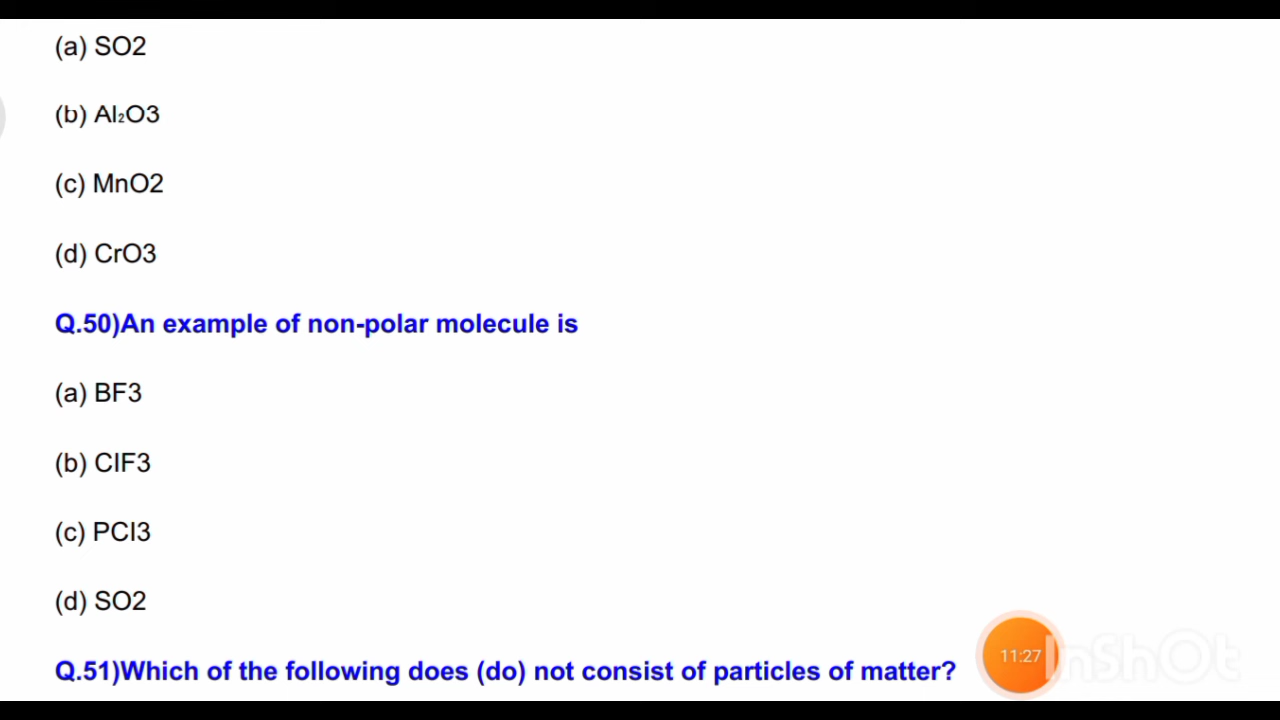 (a) SO2
(b) Al₂O3
(c) MnO2
(d) CrO3
Q.50)An example of non-polar molecule is
(a) BF3
(b) ClF3
(c) PCl3
(d) SO2
Q.51)Which of the following does (do) not consist of particles of matter?
11:27
InShOt